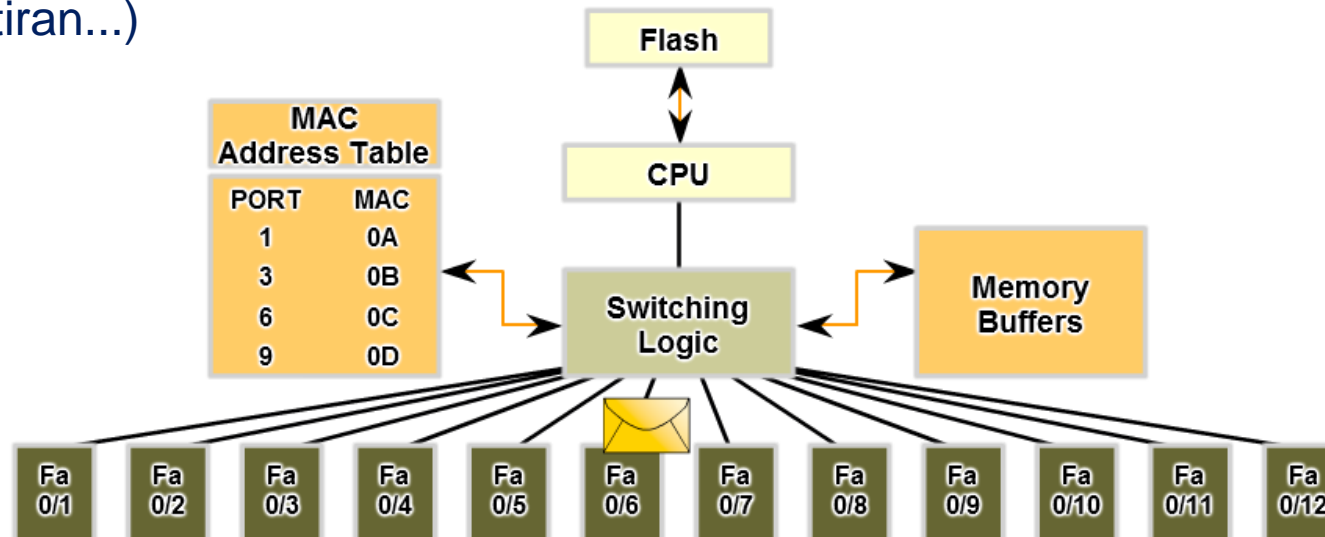 tiran...)
Flash
MAC
Address Table
CPU
PORT MAC
1 0A
3 0B
6 0C
9 0D
Switching
Logic
Memory
Buffers
Fa
0/1
Fa
0/2
Fa
0/3
Fa
0/4
Fa
0/5
Fa
0/6
Fa
0/7
Fa
0/8
Fa
0/9
Fa
0/10
Fa
0/11
Fa
0/12